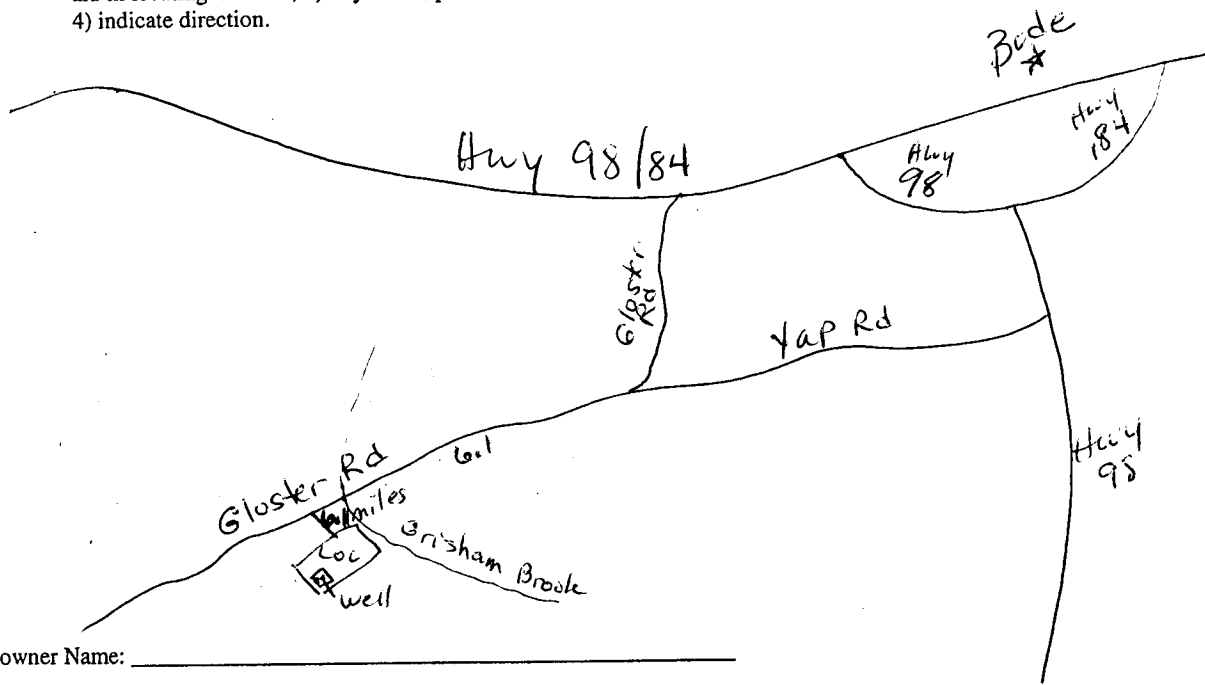 4) indicate direction.
Bude
Hwy 98/84
Hwy 98
Hwy 184
Gloster Rd
Yap Rd
Hwy 98
6.1
miles
Gloster Rd
Loc
well
Grisham Brook
owner Name: